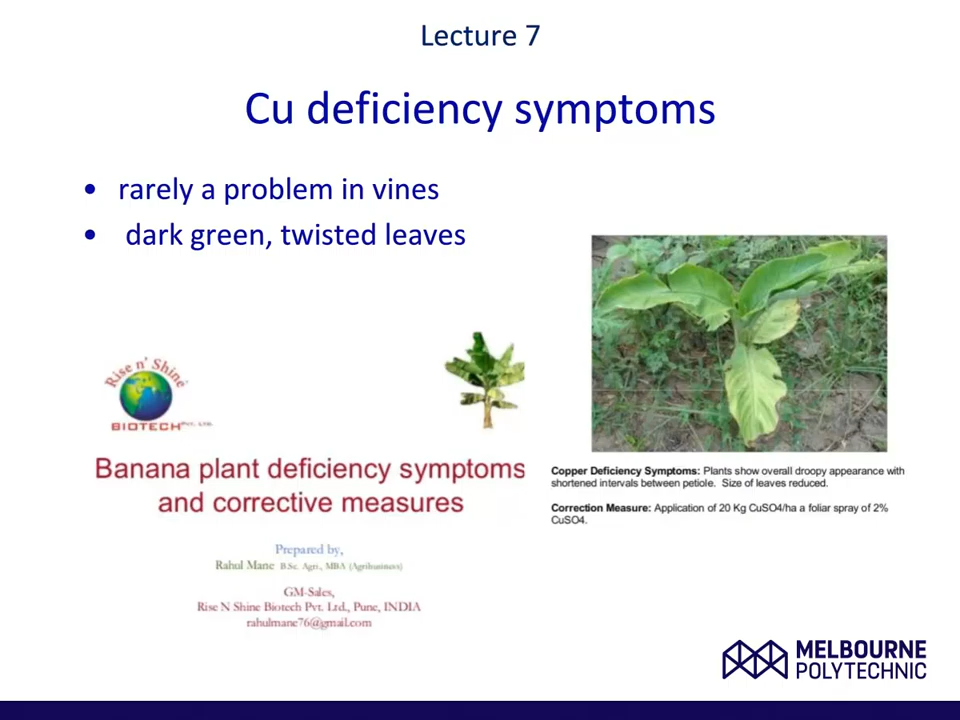 Lecture 7
Cu deficiency symptoms
• rarely a problem in vines
• dark green, twisted leaves
Rise n' Shine
BIOTECH PVT. LTD.
Banana plant deficiency symptoms
and corrective measures
Prepared by,
Rahul Mane B.Sc. Agri., MBA (Agribusiness)
GM-Sales,
Rise N Shine Biotech Pvt. Ltd., Pune, INDIA
rahulmane76@gmail.com
Copper Deficiency Symptoms: Plants show overall droopy appearance with
shortened intervals between petiole. Size of leaves reduced.
Correction Measure: Application of 20 Kg CuSO4/ha a foliar spray of 2%
CuSO4.
MELBOURNE
POLYTECHNIC